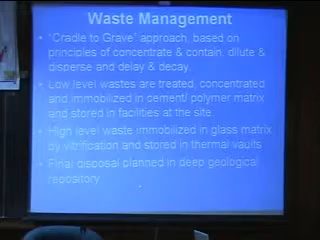 Waste Management
• "Cradle to Grave" approach, based on
principles of concentrate & contain, dilute &
disperse and delay & decay.
• Low level wastes are treated, concentrated
and immobilized in cement/ polymer matrix
and stored in facilities at the site.
• High level waste immobilized in glass matrix
by vitrification and stored in thermal vaults
• Final disposal planned in deep geological
repository